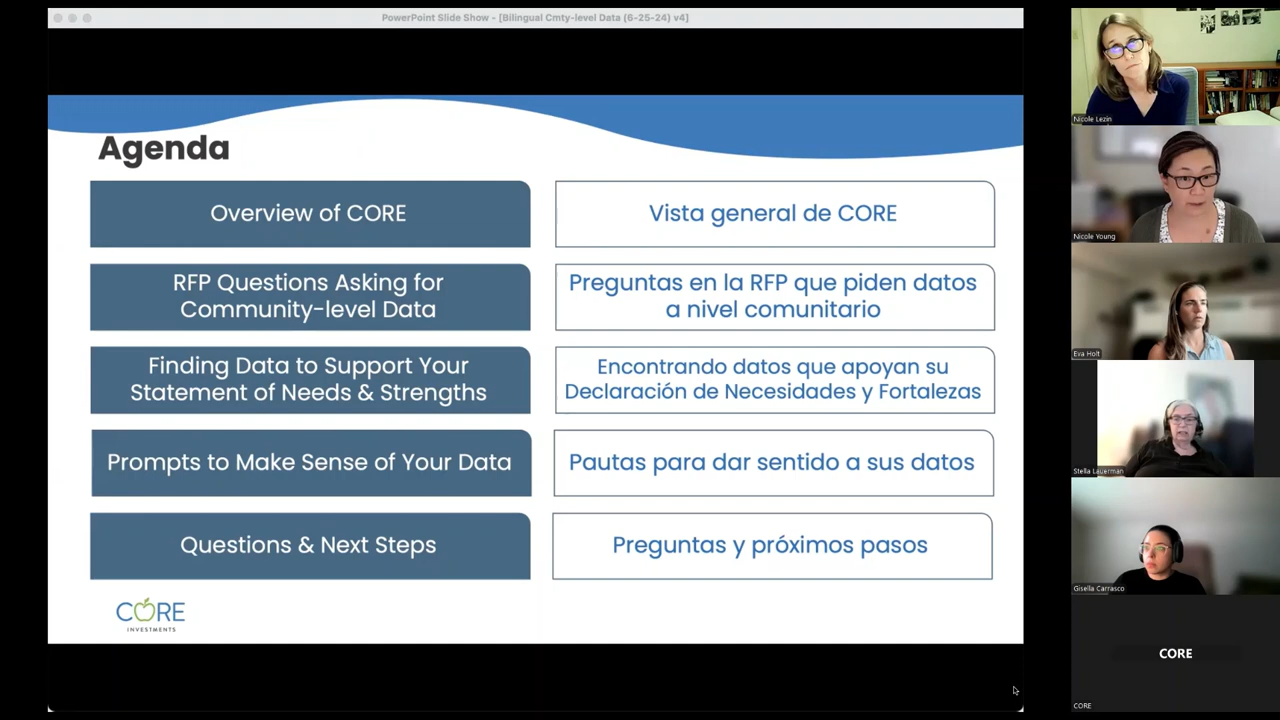 PowerPoint Slide Show - [Bilingual Cmty-level Data (6-25-24) v4]
Agenda
Overview of CORE
Vista general de CORE
RFP Questions Asking for
Community-level Data
Preguntas en la RFP que piden datos
a nivel comunitario
Finding Data to Support Your
Statement of Needs & Strengths
Encontrando datos que apoyan su
Declaración de Necesidades y Fortalezas
Prompts to Make Sense of Your Data
Pautas para dar sentido a sus datos
Questions & Next Steps
Preguntas y próximos pasos
CORE
INVESTMENTS
Nicole Lezin
Nicole Young
Eva Holt
Stella Lauerman
Gisella Carrasco
CORE
CORE